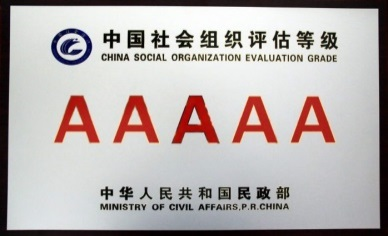 中国社会组织评估等级
CHINA SOCIAL ORGANIZATION EVALUATION GRADE
AAAAA
中华人民共和国民政部
MINISTRY OF CIVIL AFFAIRS,P.R.CHINA